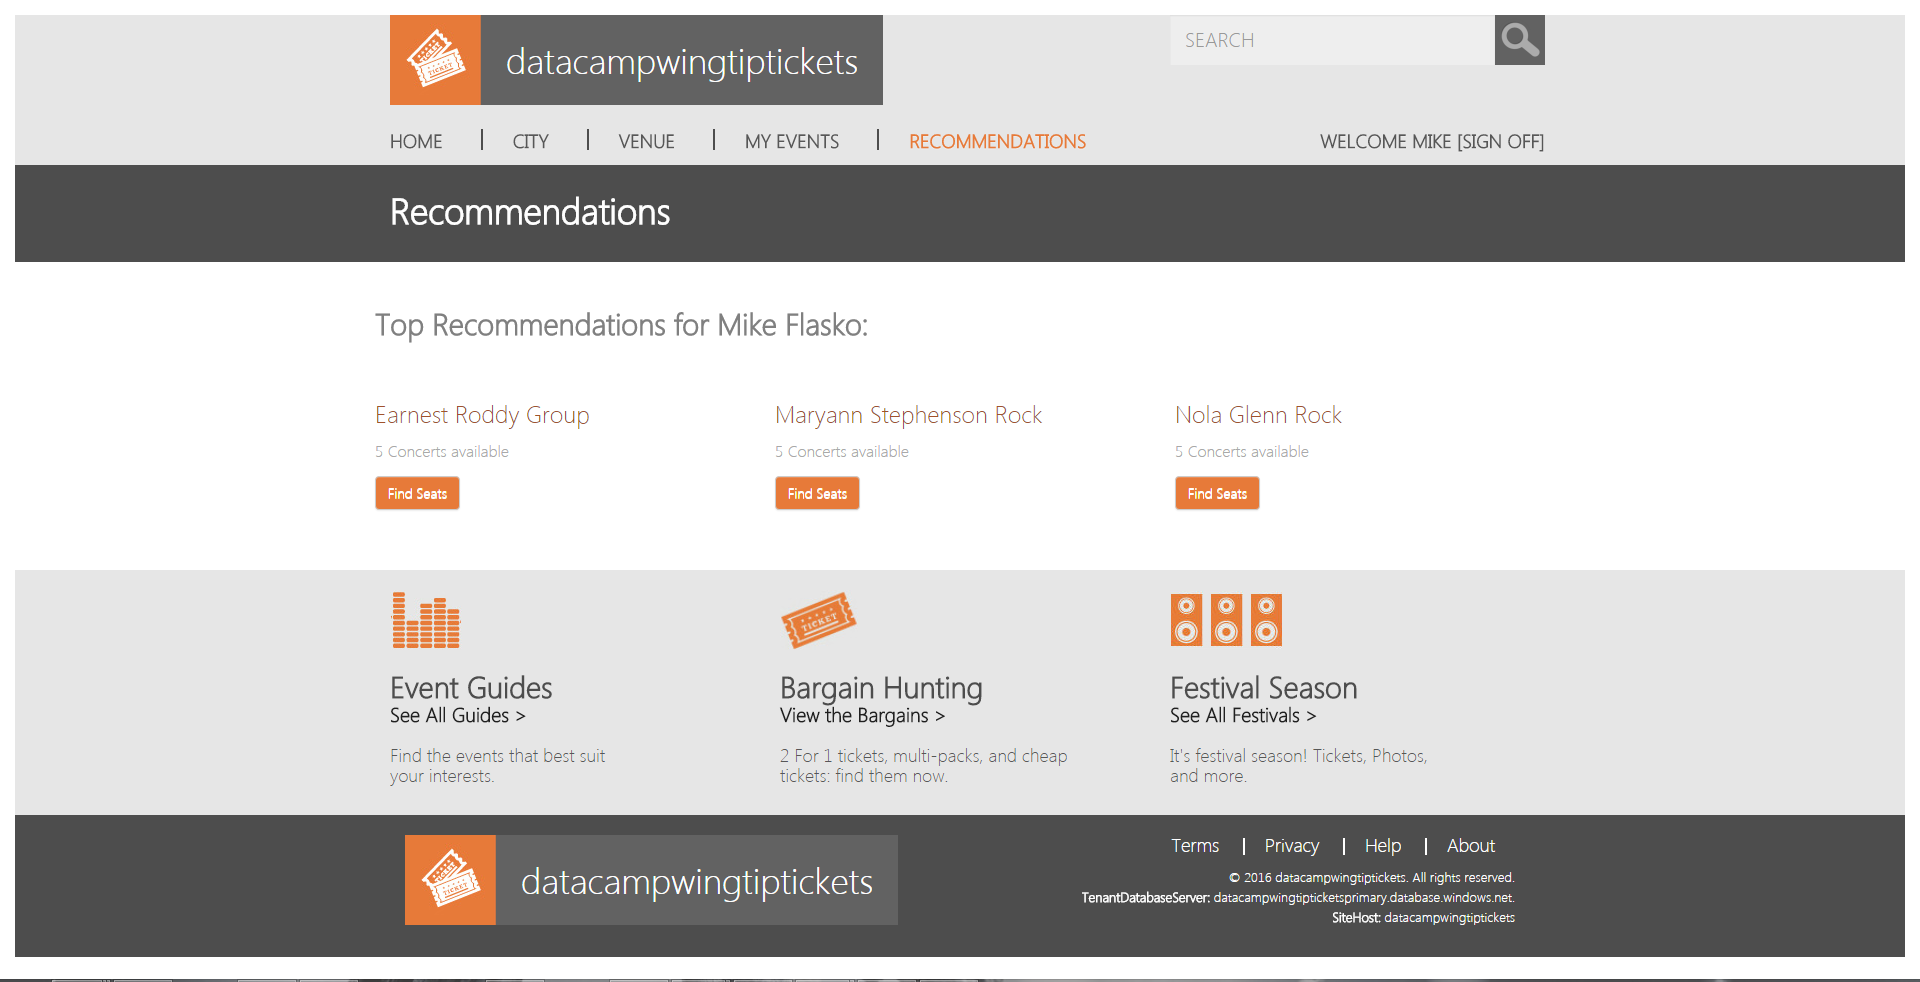 datacampwingtiptickets
SEARCH
HOME | CITY | VENUE | MY EVENTS | RECOMMENDATIONS
WELCOME MIKE [SIGN OFF]
Recommendations
Top Recommendations for Mike Flasko:
Earnest Roddy Group
5 Concerts available
Find Seats
Maryann Stephenson Rock
5 Concerts available
Find Seats
Nola Glenn Rock
5 Concerts available
Find Seats
TICKET
Event Guides
See All Guides >
Find the events that best suit
your interests.
Bargain Hunting
View the Bargains >
2 For 1 tickets, multi-packs, and cheap
tickets: find them now.
Festival Season
See All Festivals >
It's festival season! Tickets, Photos,
and more.
TICKET
datacampwingtiptickets
Terms | Privacy | Help | About
© 2016 datacampwingtiptickets. All rights reserved.
TenantDatabaseServer: datacampwingtipticketsprimary.database.windows.net.
SiteHost: datacampwingtiptickets